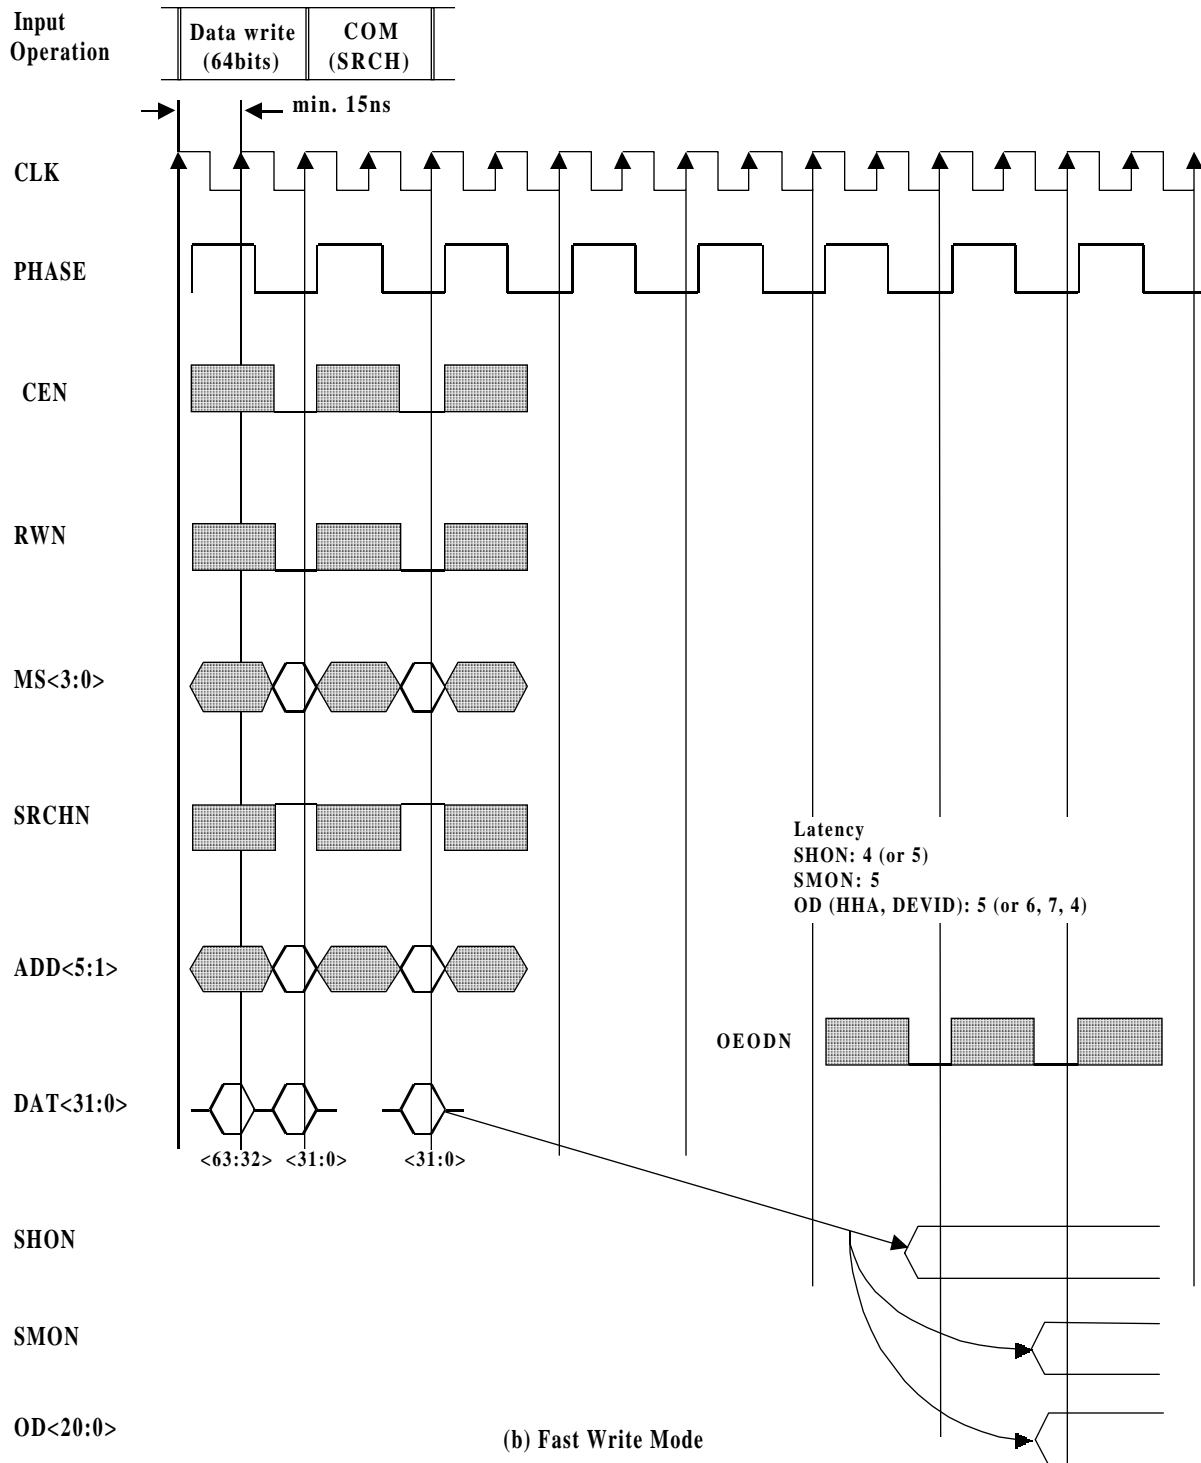 Input
Operation
Data write
(64bits)
COM
(SRCH)
min. 15ns
CLK
PHASE
CEN
RWN
MS<3:0>
SRCHN
Latency
SHON: 4 (or 5)
SMON: 5
OD (HHA, DEVID): 5 (or 6, 7, 4)
ADD<5:1>
OEODN
DAT<31:0>
<63:32> <31:0> <31:0>
SHON
SMON
OD<20:0>
(b) Fast Write Mode